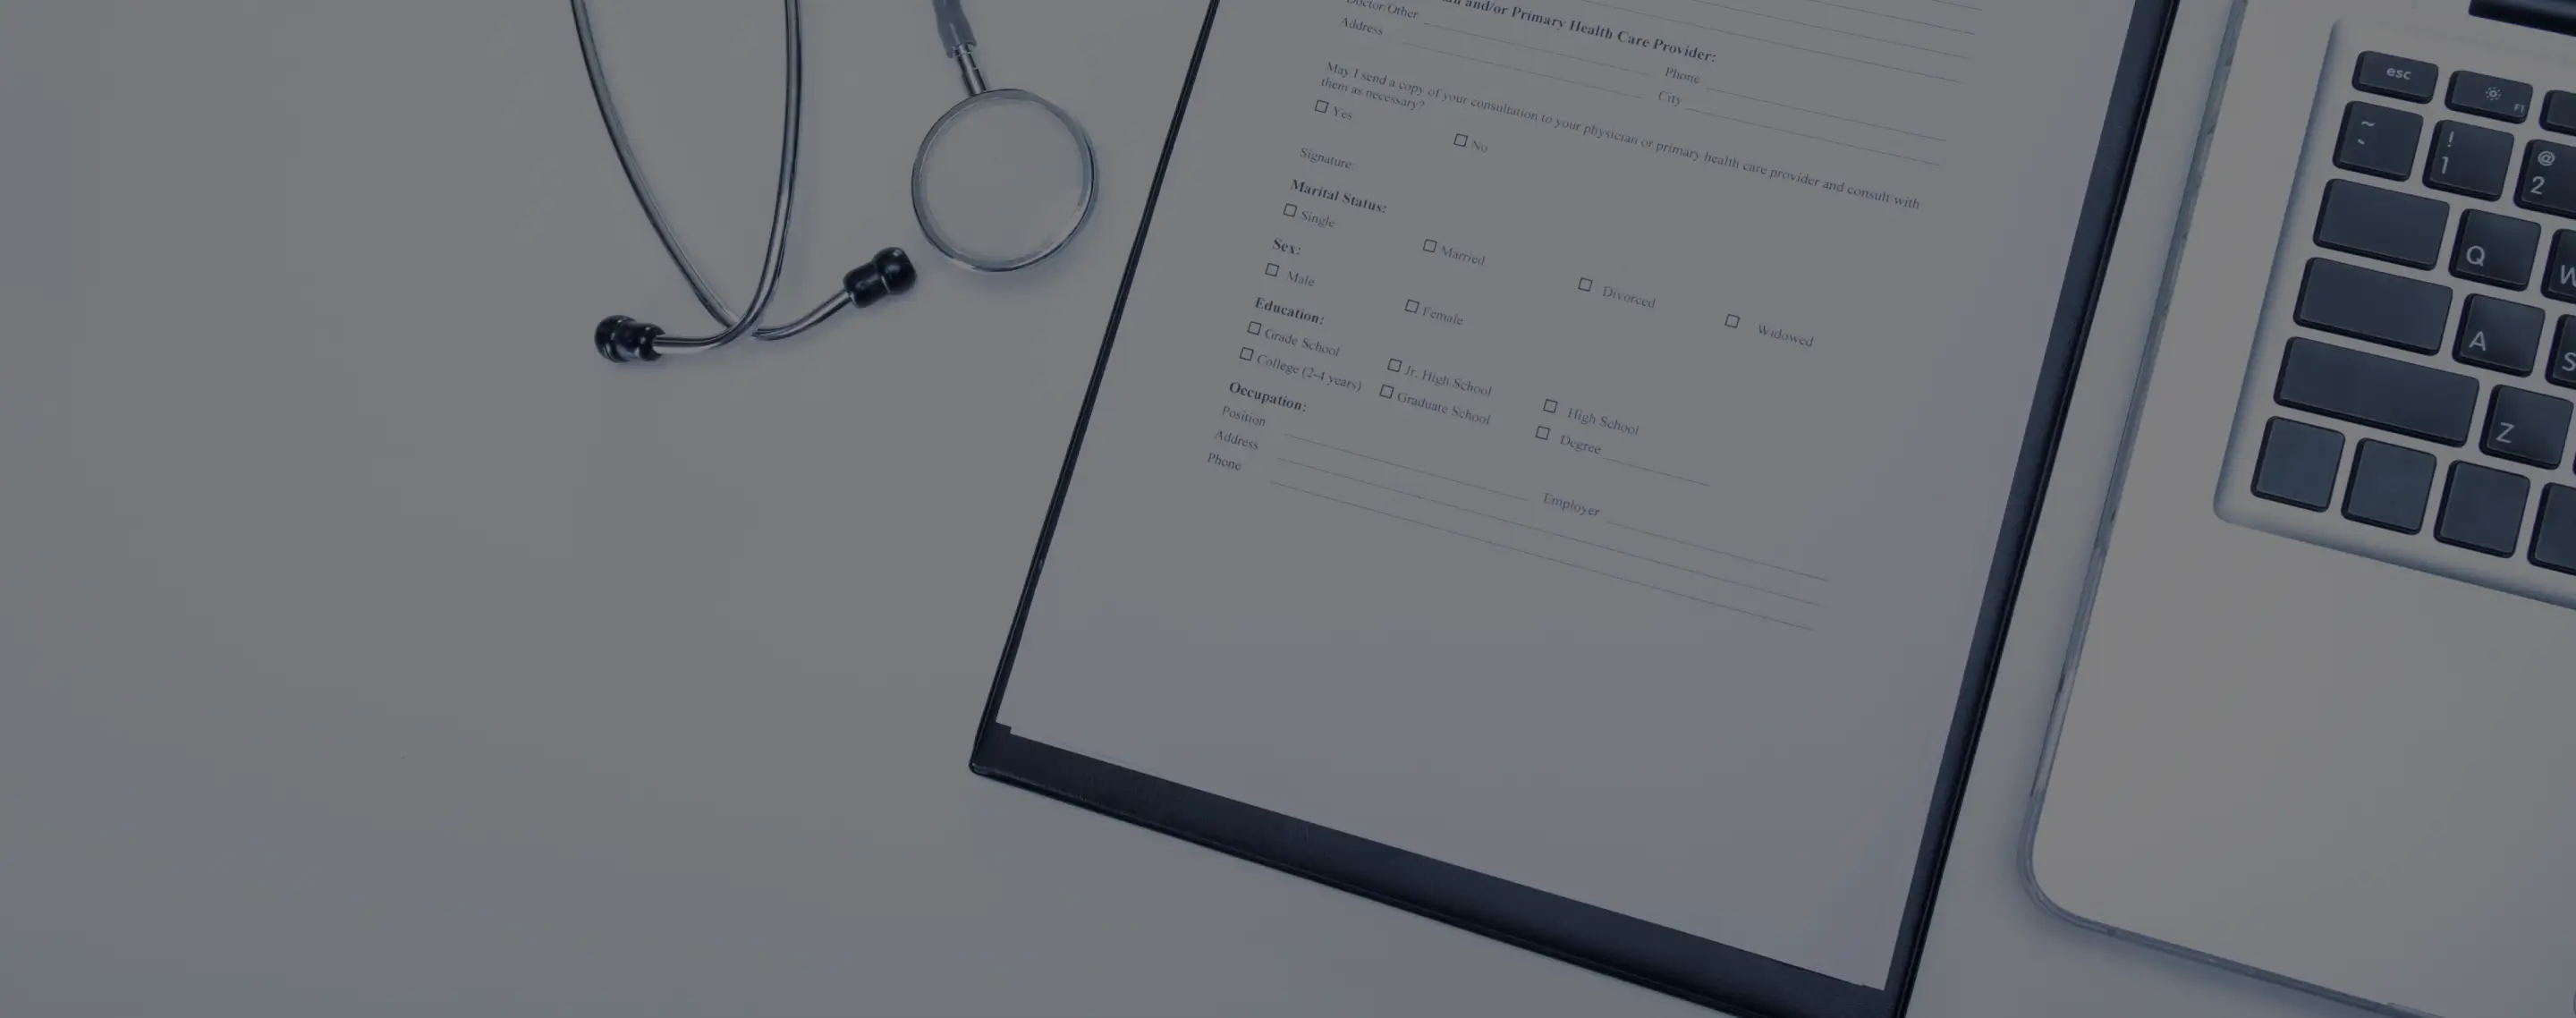 and/or Primary Health Care Provider:
Doctor/Other
Address
Phone
City
May I send a copy of your consultation to your physician or primary health care provider and consult with
them as necessary?
☐ Yes ☐ No
Signature:
Marital Status:
☐ Single ☐ Married ☐ Divorced ☐ Widowed
Sex:
☐ Male ☐ Female
Education:
☐ Grade School ☐ Jr. High School ☐ High School
☐ College (2-4 years) ☐ Graduate School ☐ Degree
Occupation:
Position
Employer
Address
Phone
esc
F1
~
`
!
1
@
2
Q
W
A
S
Z